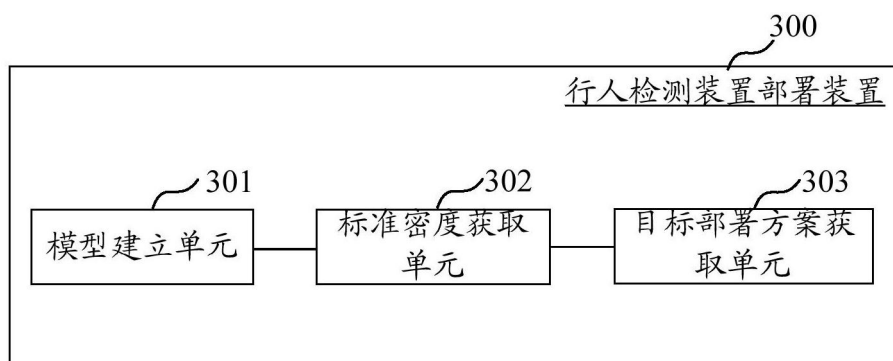 300
行人检测装置部署装置
301
302
303
模型建立单元
标准密度获取
单元
目标部署方案获
取单元